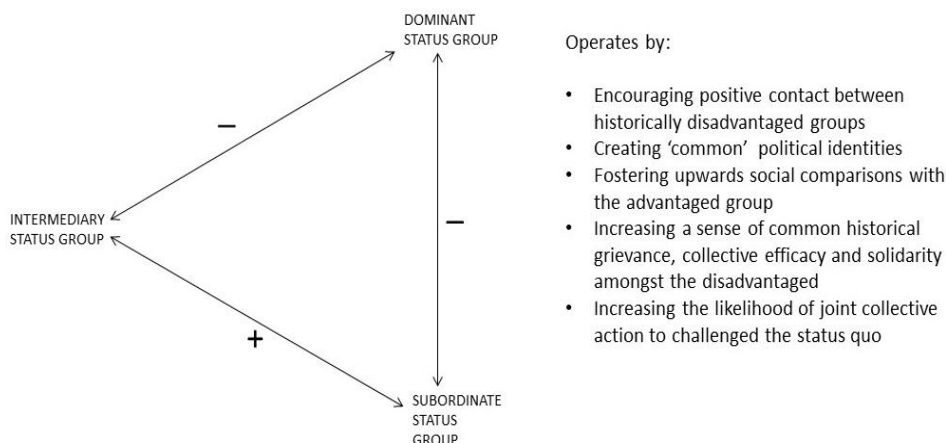 DOMINANT
STATUS GROUP
−
INTERMEDIARY
STATUS GROUP
−
+
SUBORDINATE
STATUS
GROUP
Operates by:
• Encouraging positive contact between
historically disadvantaged groups
• Creating ‘common’ political identities
• Fostering upwards social comparisons with
the advantaged group
• Increasing a sense of common historical
grievance, collective efficacy and solidarity
amongst the disadvantaged
• Increasing the likelihood of joint collective
action to challenged the status quo